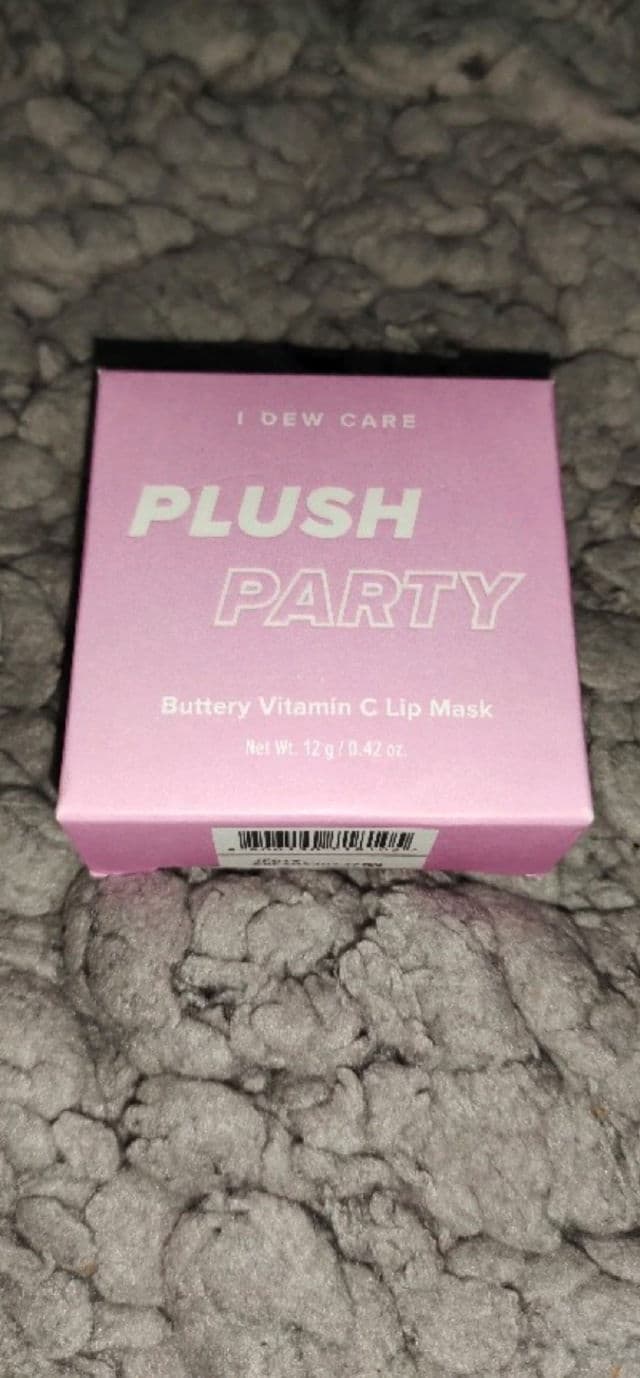 I DEW CARE
PLUSH
PARTY
Buttery Vitamin C Lip Mask
Net Wt. 12 g / 0.42 oz.